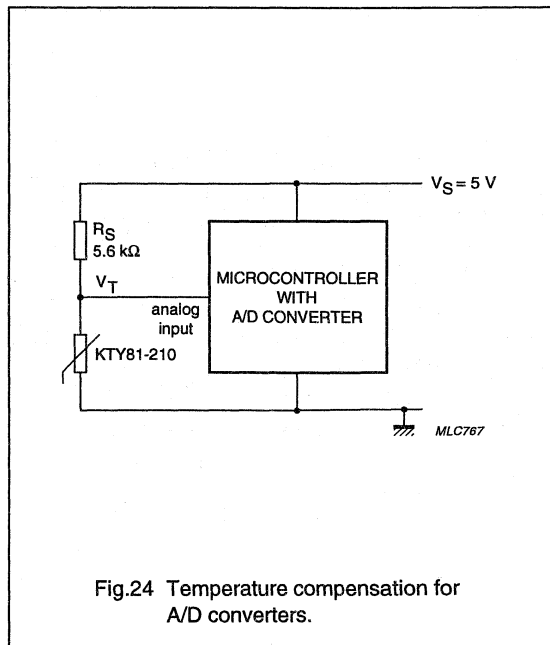 V_S = 5 V
R_S
5.6 kΩ
V_T
analog
input
MICROCONTROLLER
WITH
A/D CONVERTER
KTY81-210
MLC767
Fig.24 Temperature compensation for
A/D converters.